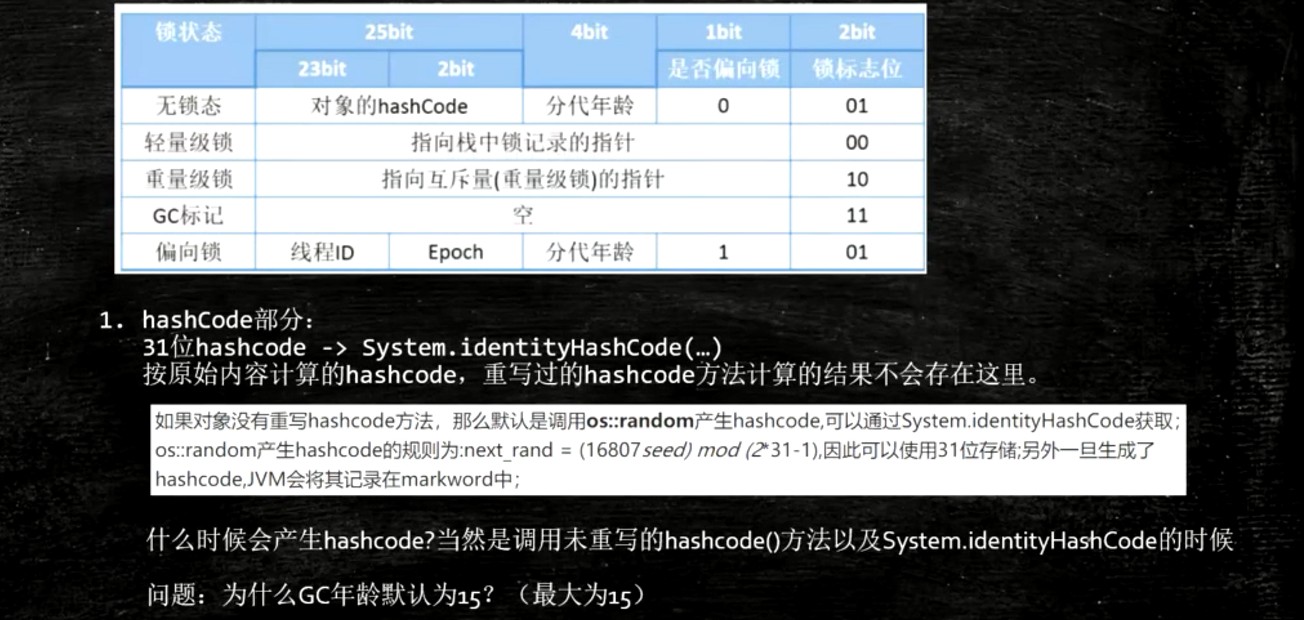 锁状态 25bit 4bit 1bit 2bit
23bit 2bit 是否偏向锁 锁标志位
无锁态 对象的hashCode 分代年龄 0 01
轻量级锁 指向栈中锁记录的指针 00
重量级锁 指向互斥量(重量级锁)的指针 10
GC标记 空 11
偏向锁 线程ID Epoch 分代年龄 1 01
1. hashCode部分:
31位hashcode -> System.identityHashCode(…)
按原始内容计算的hashcode，重写过的hashcode方法计算的结果不会存在这里。
如果对象没有重写hashcode方法，那么默认是调用os::random产生hashcode,可以通过System.identityHashCode获取;
os::random产生hashcode的规则为:next_rand = (16807seed) mod (2*31-1),因此可以使用31位存储;另外一旦生成了
hashcode,JVM会将其记录在markword中;
什么时候会产生hashcode?当然是调用未重写的hashcode()方法以及System.identityHashCode的时候
问题：为什么GC年龄默认为15？（最大为15）